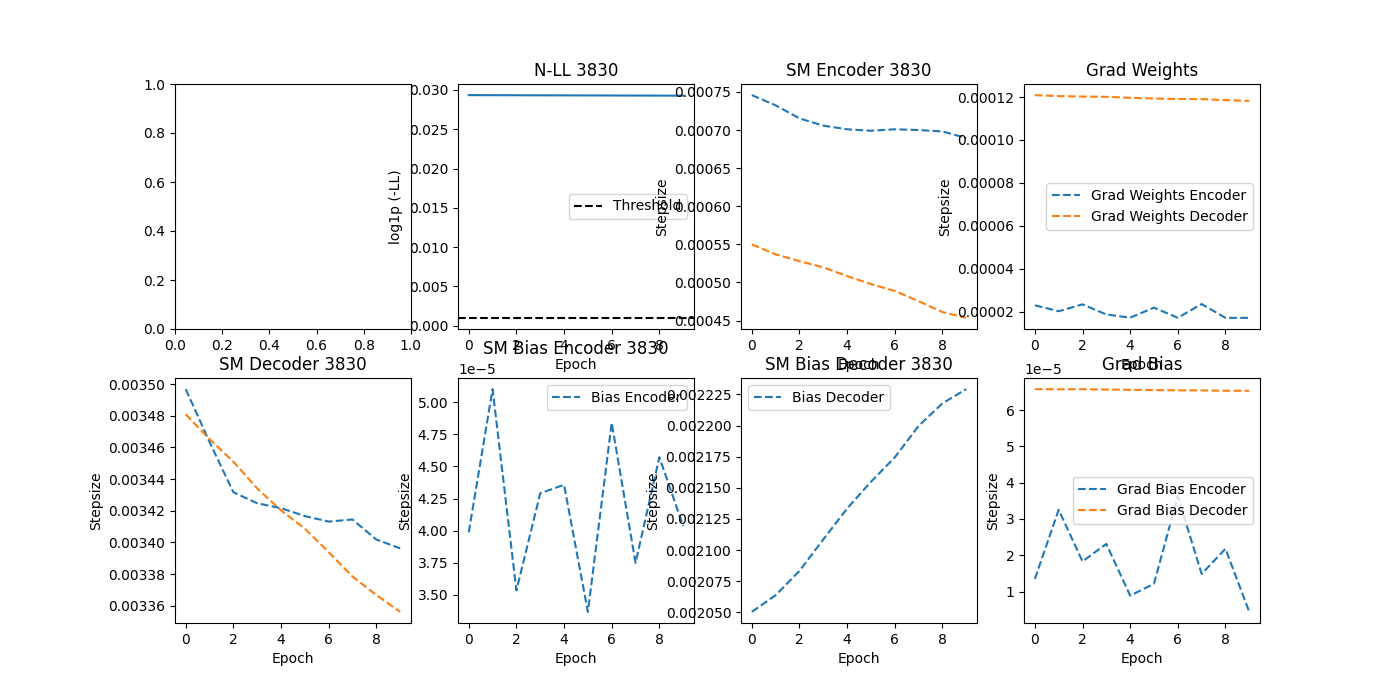 N-LL 3830
SM Encoder 3830
Grad Weights
1.0
0.8
0.6
0.4
0.2
0.0
0.0 0.2 0.4 0.6 0.8 1.0
log1p (-LL)
0.030
0.025
0.020
0.015
0.010
0.005
0.000
Threshold
0 2 4 6 8
Epoch
Stepsize
0.00075
0.00070
0.00065
0.00060
0.00055
0.00050
0.00045
0 2 4 6 8
Epoch
Stepsize
0.00012
0.00010
0.00008
0.00006
0.00004
0.00002
Grad Weights Encoder
Grad Weights Decoder
0 2 4 6 8
Epoch
SM Decoder 3830
SM Bias Encoder 3830
SM Bias Decoder 3830
Grad Bias
Stepsize
0.00350
0.00348
0.00346
0.00344
0.00342
0.00340
0.00338
0.00336
0 2 4 6 8
Epoch
Stepsize
1e−5
5.00
4.75
4.50
4.25
4.00
3.75
3.50
Bias Encoder
0 2 4 6 8
Epoch
Stepsize
0.002225
0.002200
0.002175
0.002150
0.002125
0.002100
0.002075
0.002050
Bias Decoder
0 2 4 6 8
Epoch
Stepsize
1e−5
6
5
4
3
2
1
Grad Bias Encoder
Grad Bias Decoder
0 2 4 6 8
Epoch